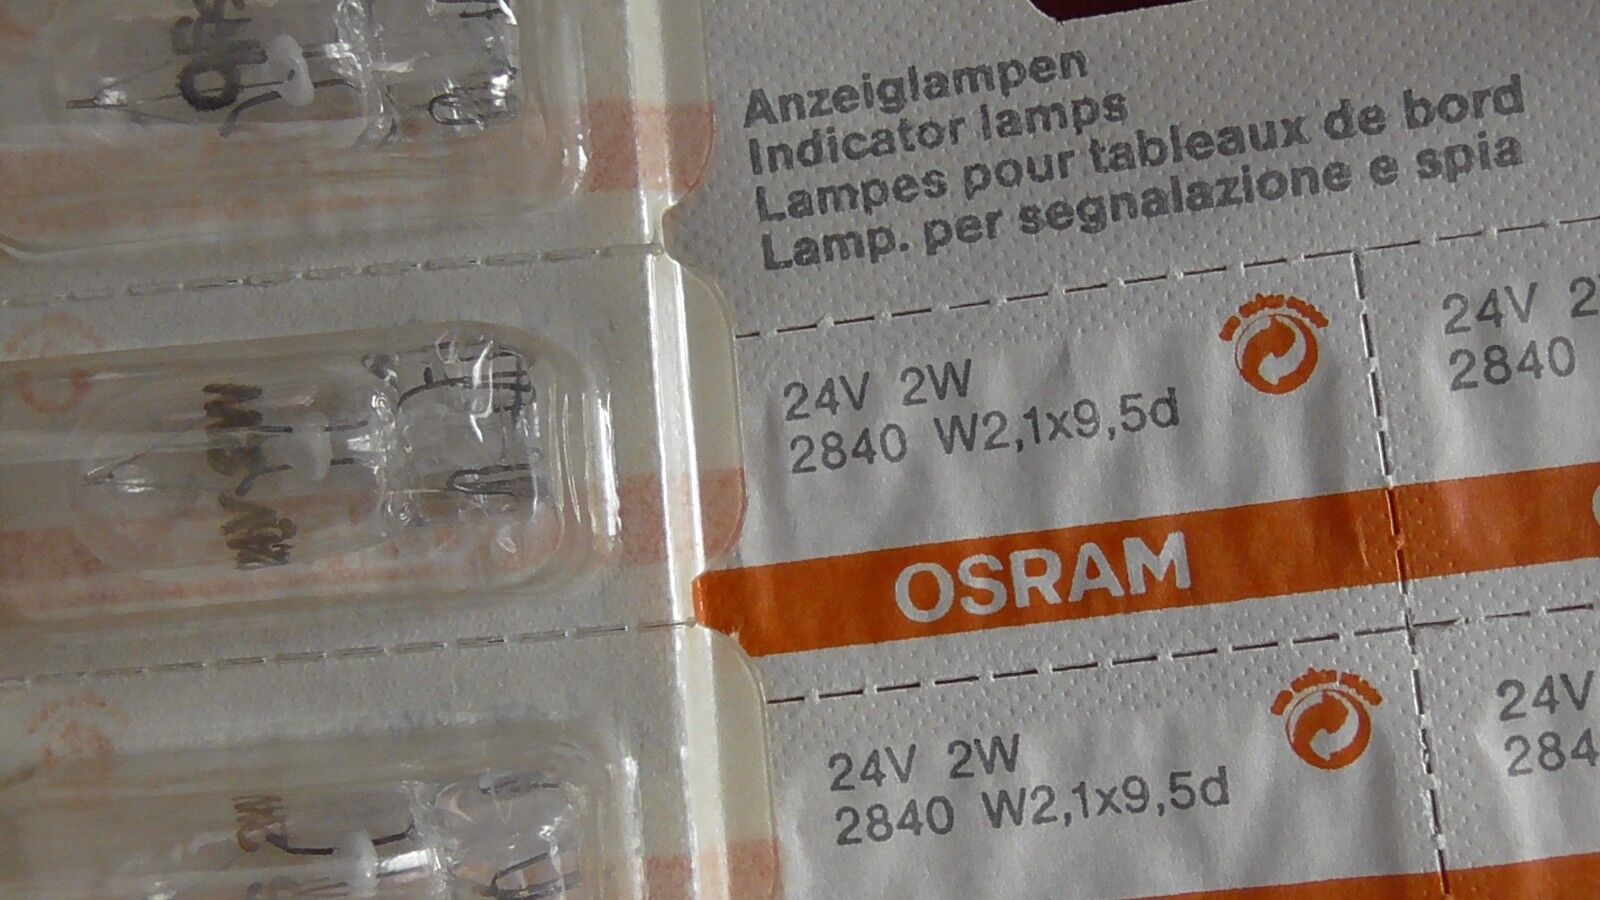 Anzeiglampen
Indicator lamps
Lampes pour tableaux de bord
Lamp. per segnalazione e spia
24V 2W
2840 W2,1x9,5d
24V 2
2840
OSRAM
24V 2W
2840 W2,1x9,5d
24V
284